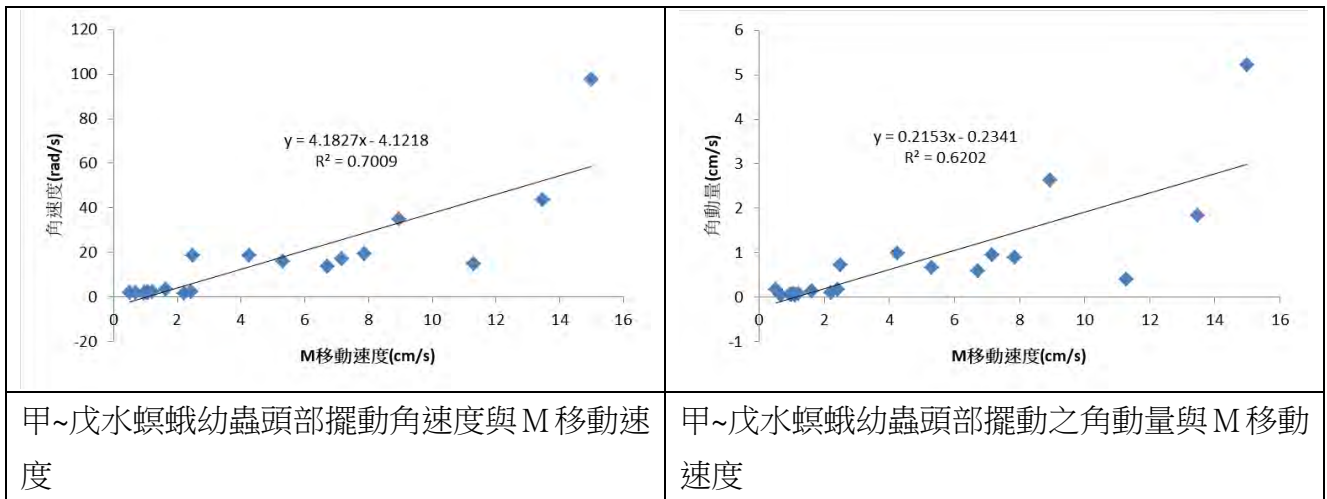 120
100
80
60
40
20
0
-20
0 2 4 6 8 10 12 14 16
角速度(rad/s)
y = 4.1827x - 4.1218
R² = 0.7009
M移動速度(cm/s)
6
5
4
3
2
1
0
-1
0 2 4 6 8 10 12 14 16
角動量(cm/s)
y = 0.2153x - 0.2341
R² = 0.6202
M移動速度(cm/s)
甲~戊水螟蛾幼蟲頭部擺動角速度與M移動速
度
甲~戊水螟蛾幼蟲頭部擺動之角動量與M移動
速度